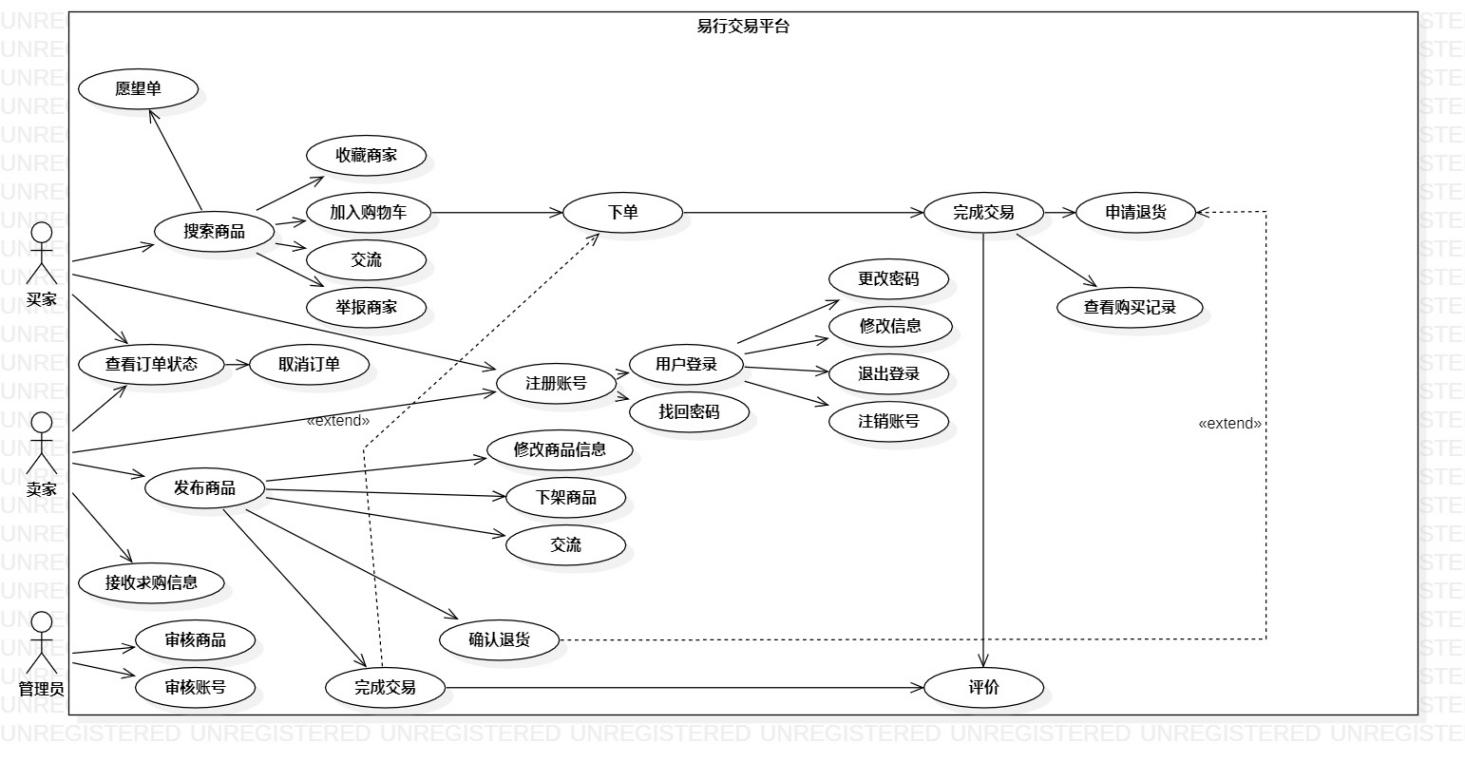 易行交易平台
愿望单
收藏商家
加入购物车
下单
完成交易
申请退货
搜索商品
交流
举报商家
买家
更改密码
修改信息
查看购买记录
查看订单状态
取消订单
注册账号
用户登录
退出登录
找回密码
注销账号
«extend»
«extend»
修改商品信息
卖家
发布商品
下架商品
交流
接收求购信息
管理员
审核商品
确认退货
审核账号
完成交易
评价
UNREGISTERED UNREGISTERED UNREGISTERED UNREGISTERED UNREGISTERED UNREGISTERED UNREGISTERED UNREGISTE